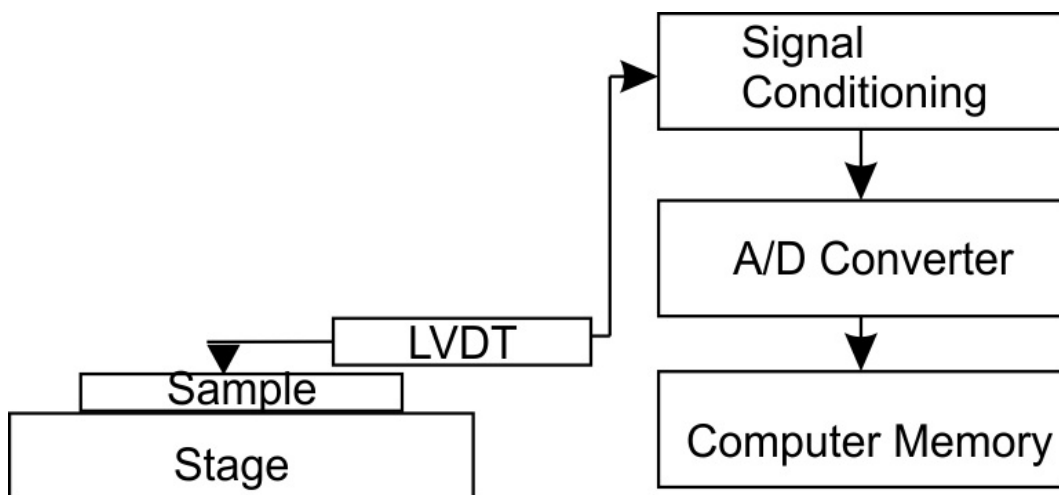 Signal
Conditioning
A/D Converter
LVDT
Sample
Stage
Computer Memory